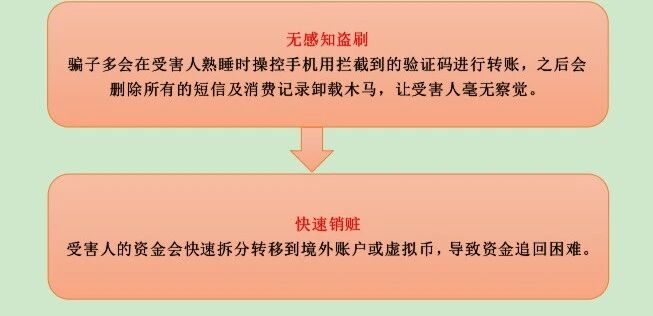 无感知盗刷
骗子多会在受害人熟睡时操控手机用拦截到的验证码进行转账，之后会
删除所有的短信及消费记录卸载木马，让受害人毫无察觉。
快速销赃
受害人的资金会快速拆分转移到境外账户或虚拟币，导致资金追回困难。